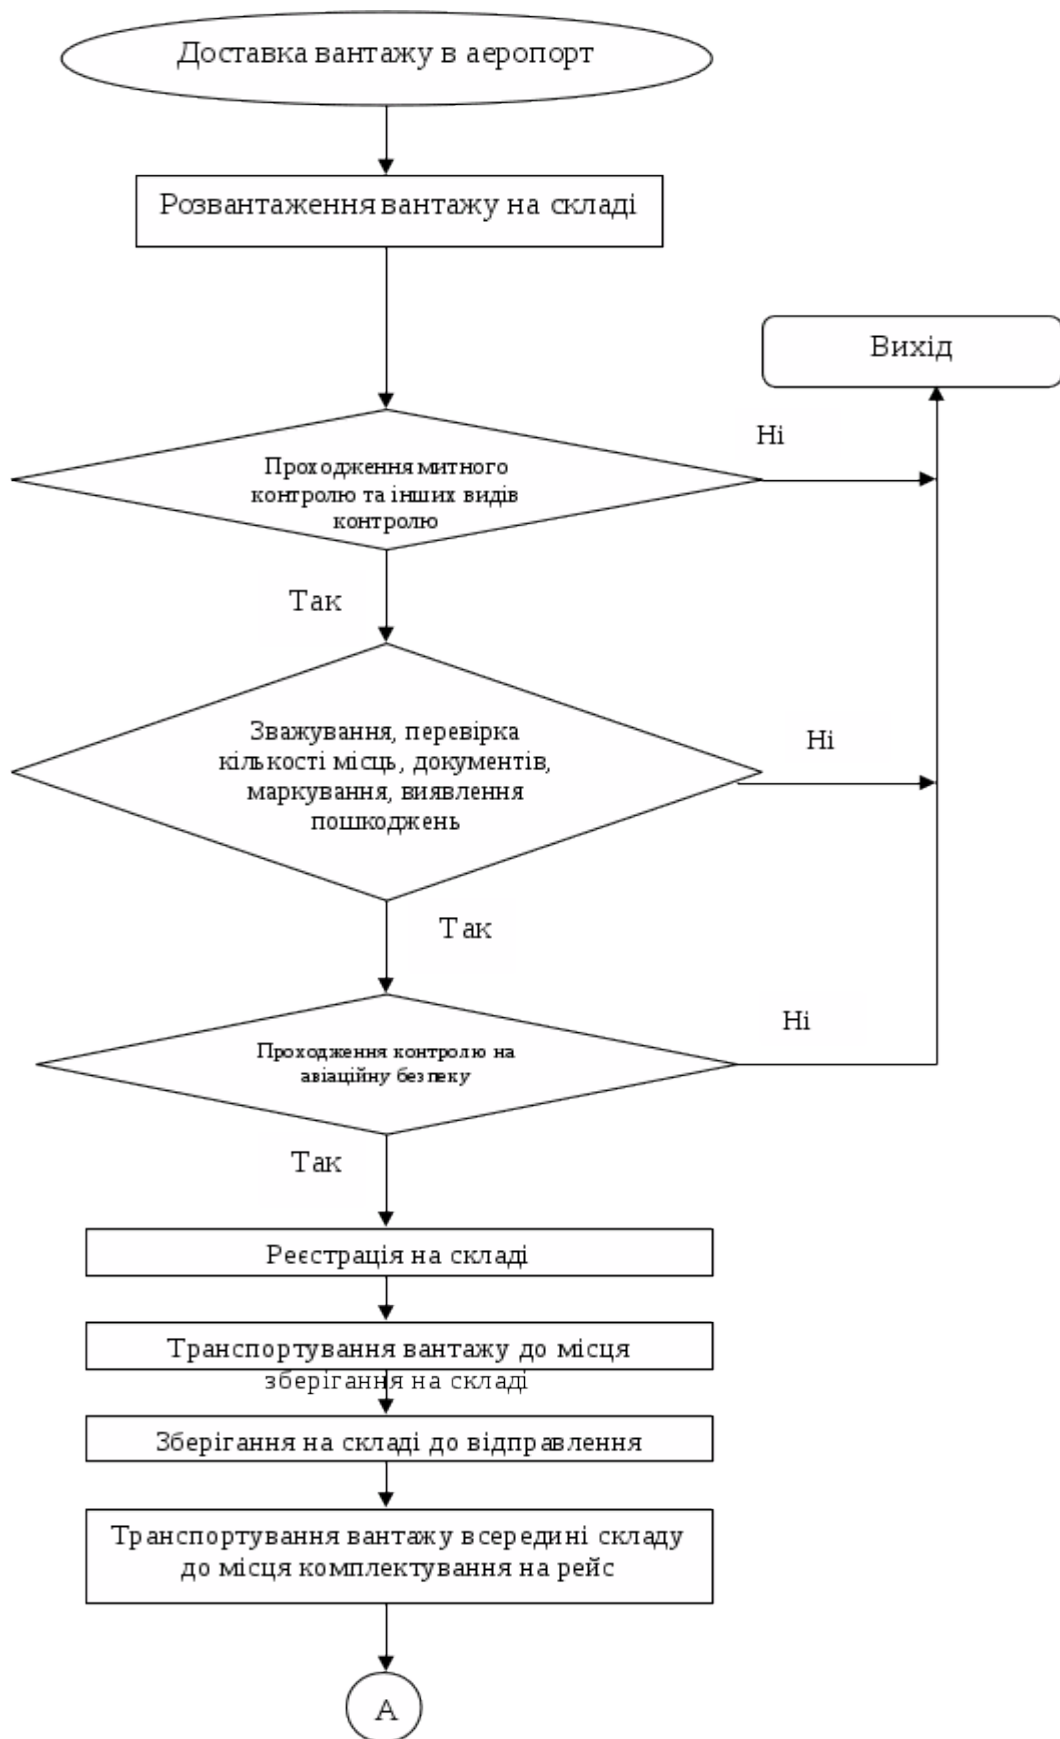 Доставка вантажу в аеропорт
Розвантаження вантажу на складі
Вихід
Ні
Проходження митного
контролю та інших видів
контролю
Так
Зважування, перевірка
кількості місць, документів,
маркування, виявлення
пошкоджень
Ні
Так
Ні
Проходження контролю на
авіаційну безпеку
Так
Реєстрація на складі
Транспортування вантажу до місця
зберігання на складі
Зберігання на складі до відправлення
Транспортування вантажу всередині складу
до місця комплектування на рейс
А